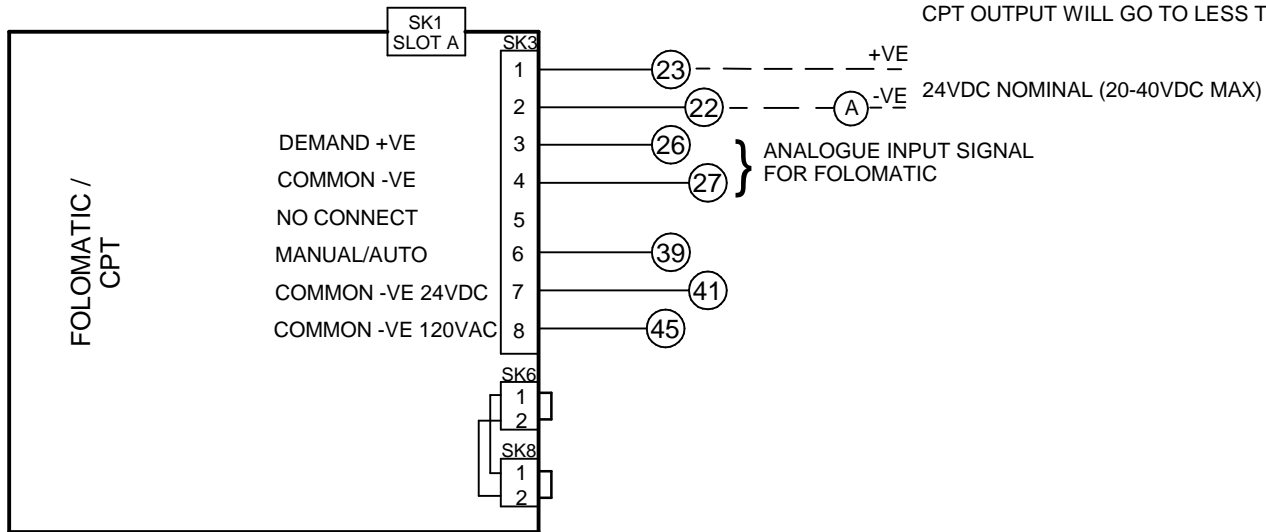 CPT OUTPUT WILL GO TO LESS T
SK1
SLOT A
SK3
1
23
+VE
2
22
A
-VE
24VDC NOMINAL (20-40VDC MAX)
DEMAND +VE
3
26
ANALOGUE INPUT SIGNAL
FOR FOLOMATIC
COMMON -VE
4
27
NO CONNECT
5
MANUAL/AUTO
6
39
COMMON -VE 24VDC
7
41
COMMON -VE 120VAC
8
45
FOLOMATIC /
CPT
SK6
1
2
SK8
1
2